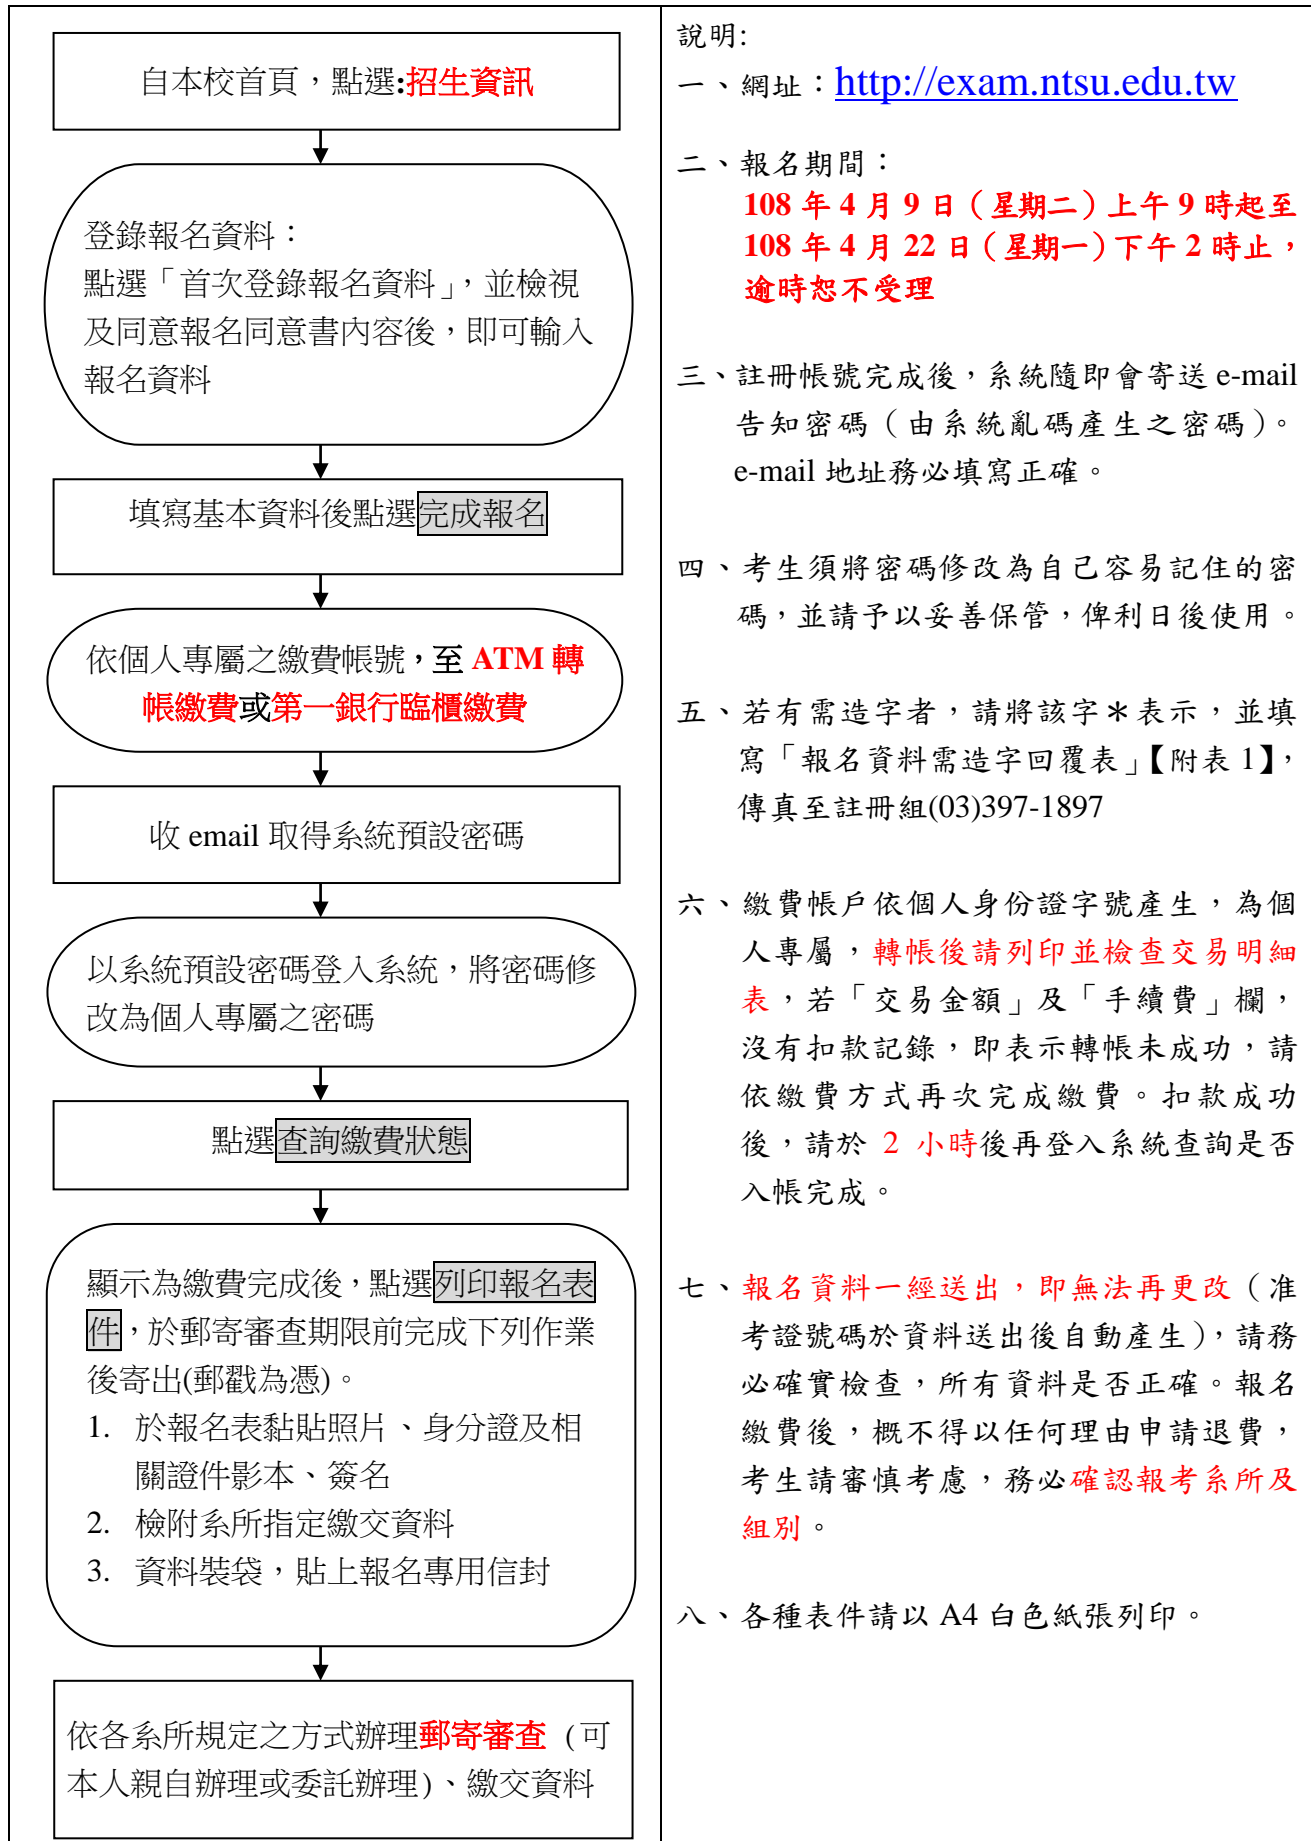 自本校首頁，點選:招生資訊
登錄報名資料：
點選「首次登錄報名資料」，並檢視
及同意報名同意書內容後，即可輸入
報名資料
填寫基本資料後點選完成報名
依個人專屬之繳費帳號，至 ATM 轉
帳繳費或第一銀行臨櫃繳費
收 email 取得系統預設密碼
以系統預設密碼登入系統，將密碼修
改為個人專屬之密碼
點選查詢繳費狀態
顯示為繳費完成後，點選列印報名表
件，於郵寄審查期限前完成下列作業
後寄出(郵戳為憑)。
1. 於報名表黏貼照片、身分證及相
關證件影本、簽名
2. 檢附系所指定繳交資料
3. 資料裝袋，貼上報名專用信封
依各系所規定之方式辦理郵寄審查 (可
本人親自辦理或委託辦理)、繳交資料
說明:
一、網址：http://exam.ntsu.edu.tw
二、報名期間：
108 年 4 月 9 日（星期二）上午 9 時起至
108 年 4 月 22 日（星期一）下午 2 時止，
逾時恕不受理
三、註冊帳號完成後，系統隨即會寄送 e-mail
告知密碼（由系統亂碼產生之密碼）。
e-mail 地址務必填寫正確。
四、考生須將密碼修改為自己容易記住的密
碼，並請予以妥善保管，俾利日後使用。
五、若有需造字者，請將該字＊表示，並填
寫「報名資料需造字回覆表」【附表 1】，
傳真至註冊組(03)397-1897
六、繳費帳戶依個人身份證字號產生，為個
人專屬，轉帳後請列印並檢查交易明細
表，若「交易金額」及「手續費」欄，
沒有扣款記錄，即表示轉帳未成功，請
依繳費方式再次完成繳費。扣款成功
後，請於 2 小時後再登入系統查詢是否
入帳完成。
七、報名資料一經送出，即無法再更改（准
考證號碼於資料送出後自動產生），請務
必確實檢查，所有資料是否正確。報名
繳費後，概不得以任何理由申請退費，
考生請審慎考慮，務必確認報考系所及
組別。
八、各種表件請以 A4 白色紙張列印。